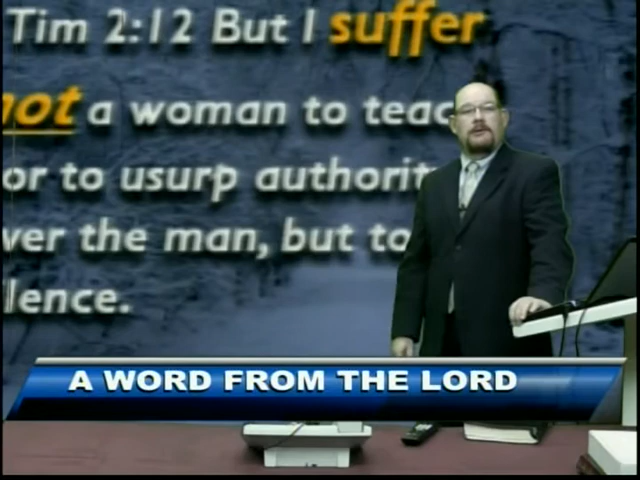 Tim 2:12 But I suffer
not a woman to teac
or to usurp authorit
ver the man, but to
lence.
A WORD FROM THE LORD